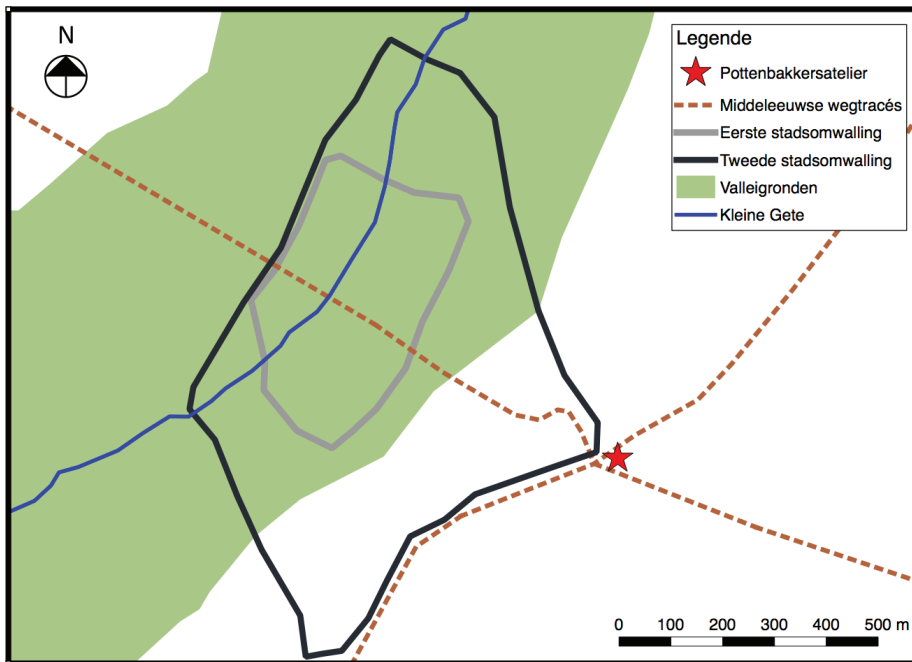 N
Legende
Pottenbakkersatelier
Middeleeuwse wegtracés
Eerste stadsomwalling
Tweede stadsomwalling
Valleigronden
Kleine Gete
0 100 200 300 400 500 m